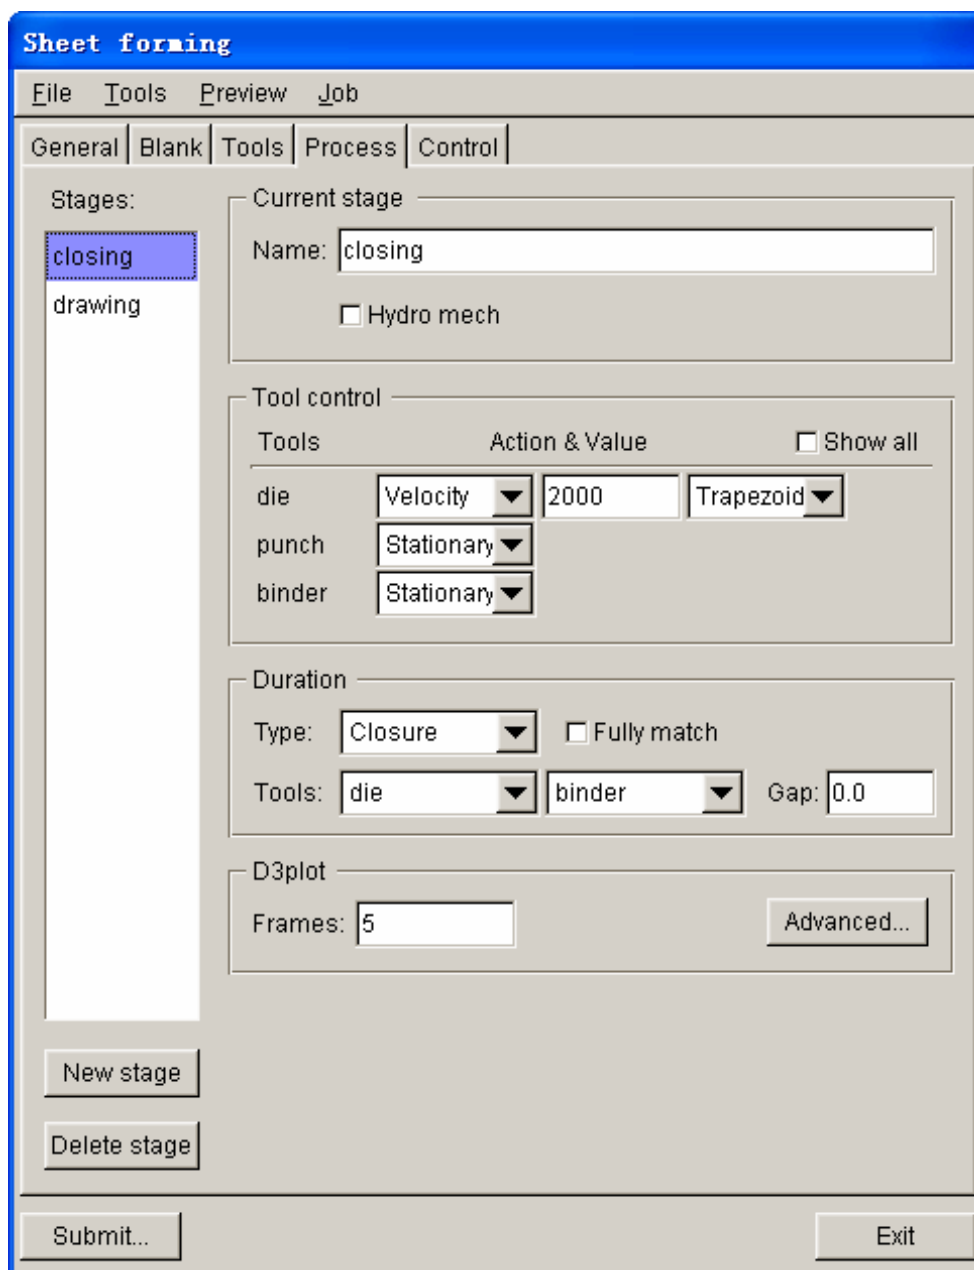 Sheet forming
File Tools Preview Job
General Blank Tools Process Control
Stages:
closing
drawing
New stage
Delete stage
Current stage
Name: closing
Hydro mech
Tool control
Tools Action & Value Show all
die Velocity 2000 Trapezoid
punch Stationary
binder Stationary
Duration
Type: Closure Fully match
Tools: die binder Gap: 0.0
D3plot
Frames: 5 Advanced...
Submit... Exit